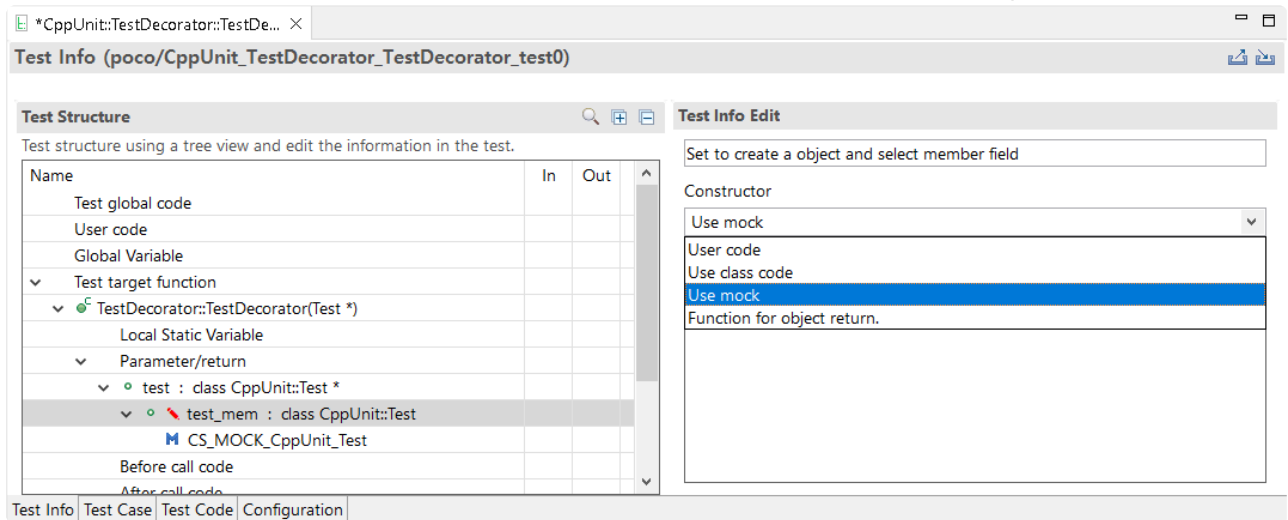 *CppUnit::TestDecorator::TestDe...
Test Info (poco/CppUnit_TestDecorator_TestDecorator_test0)
Test Structure
Test structure using a tree view and edit the information in the test.
Name In Out
Test global code
User code
Global Variable
Test target function
TestDecorator::TestDecorator(Test *)
Local Static Variable
Parameter/return
test : class CppUnit::Test *
test_mem : class CppUnit::Test
M CS_MOCK_CppUnit_Test
Before call code
After call code
Test Info Edit
Set to create a object and select member field
Constructor
Use mock
User code
Use class code
Use mock
Function for object return.
Test Info Test Case Test Code Configuration